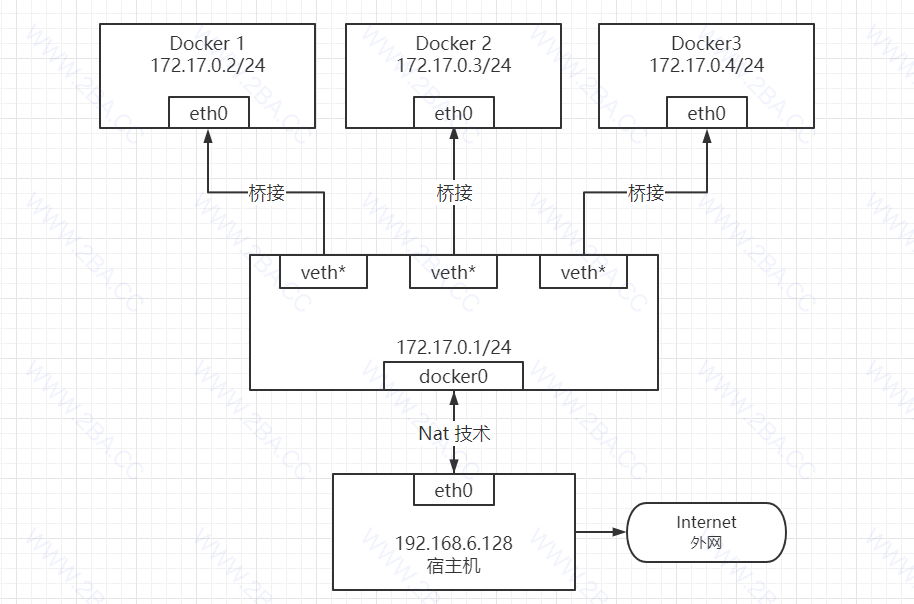 Docker 1
172.17.0.2/24
eth0
Docker 2
172.17.0.3/24
eth0
Docker3
172.17.0.4/24
eth0
桥接
桥接
桥接
veth*
veth*
veth*
172.17.0.1/24
docker0
Nat 技术
eth0
192.168.6.128
宿主机
Internet
外网
WWW.2BA.CC